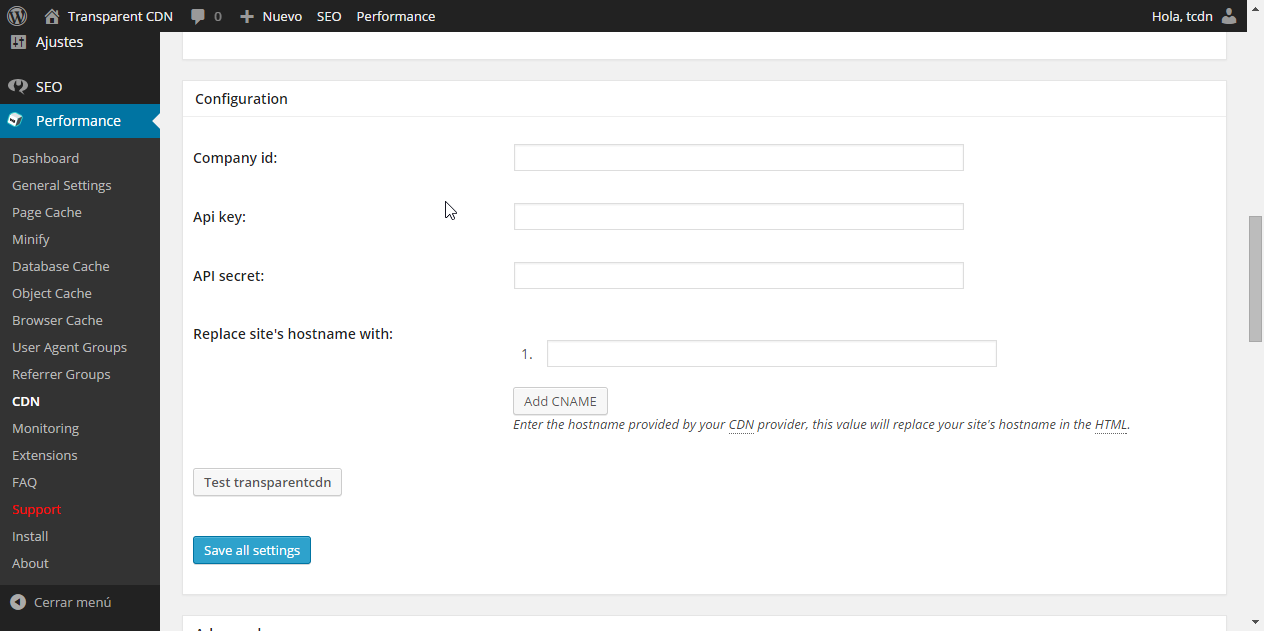 Transparent CDN 0 Nuevo SEO Performance Hola, tcdn
Ajustes
SEO
Performance
Dashboard
General Settings
Page Cache
Minify
Database Cache
Object Cache
Browser Cache
User Agent Groups
Referrer Groups
CDN
Monitoring
Extensions
FAQ
Support
Install
About
Cerrar menú
Configuration
Company id:
Api key:
API secret:
Replace site's hostname with:
1.
Add CNAME
Enter the hostname provided by your CDN provider, this value will replace your site's hostname in the HTML.
Test transparentcdn
Save all settings